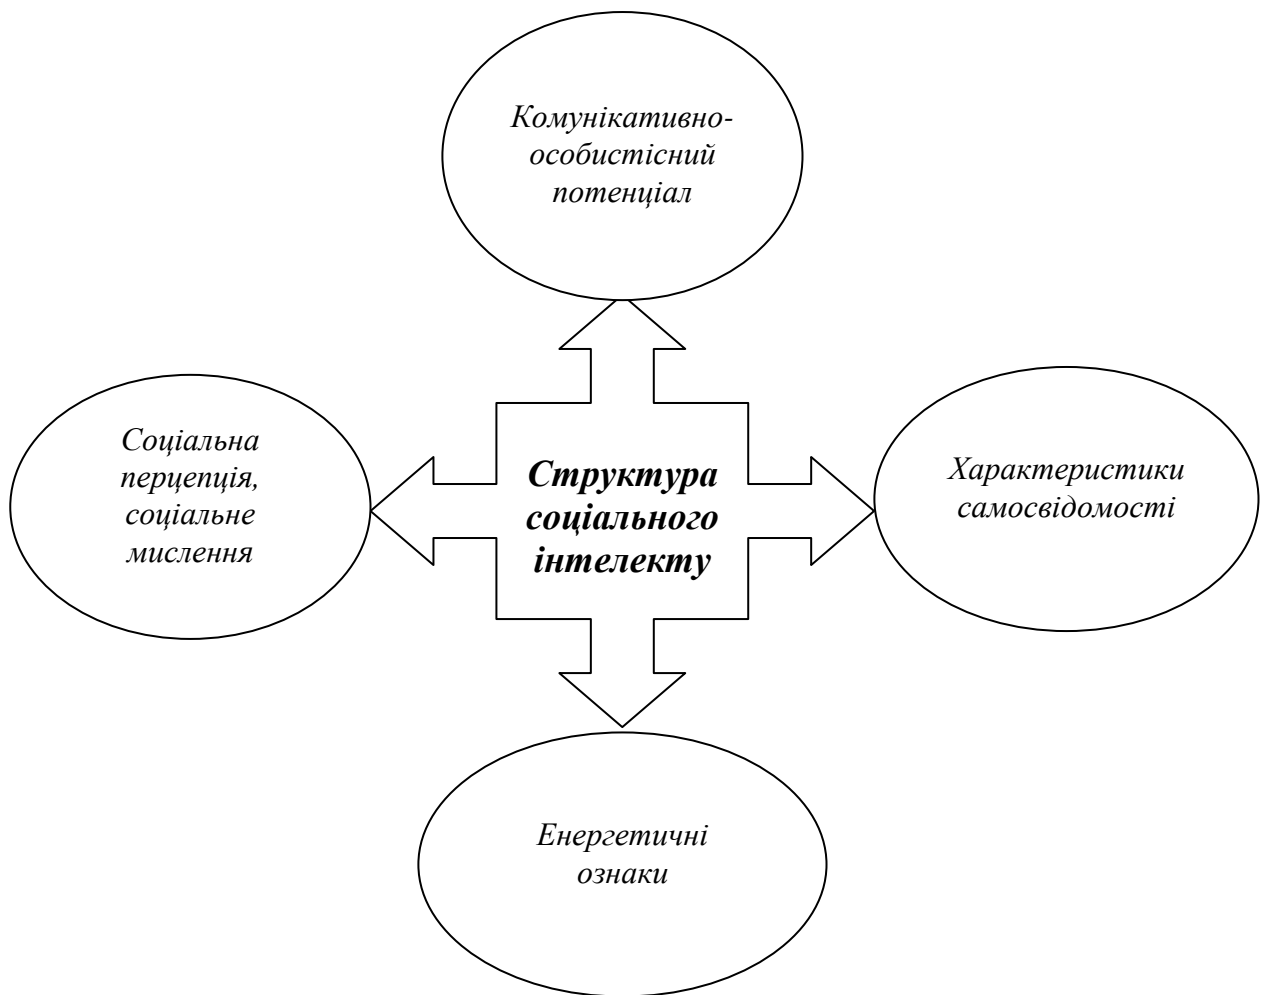 Комунікативно-
особистісний
потенціал
Соціальна
перцепція,
соціальне
мислення
Структура
соціального
інтелекту
Характеристики
самосвідомості
Енергетичні
ознаки